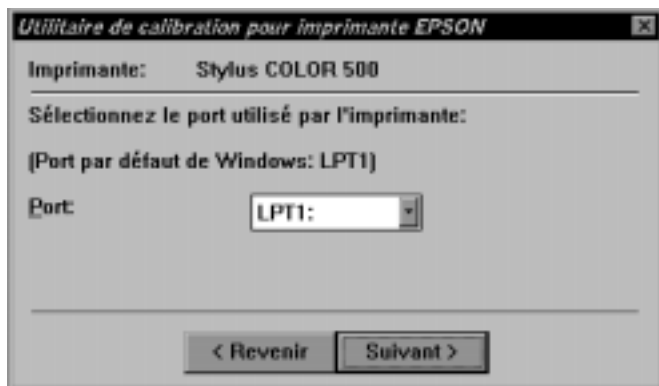 Utilitaire de calibration pour imprimante EPSON
Imprimante: Stylus COLOR 500
Sélectionnez le port utilisé par l'imprimante:
(Port par défaut de Windows: LPT1)
Port: LPT1:
< Revenir Suivant >